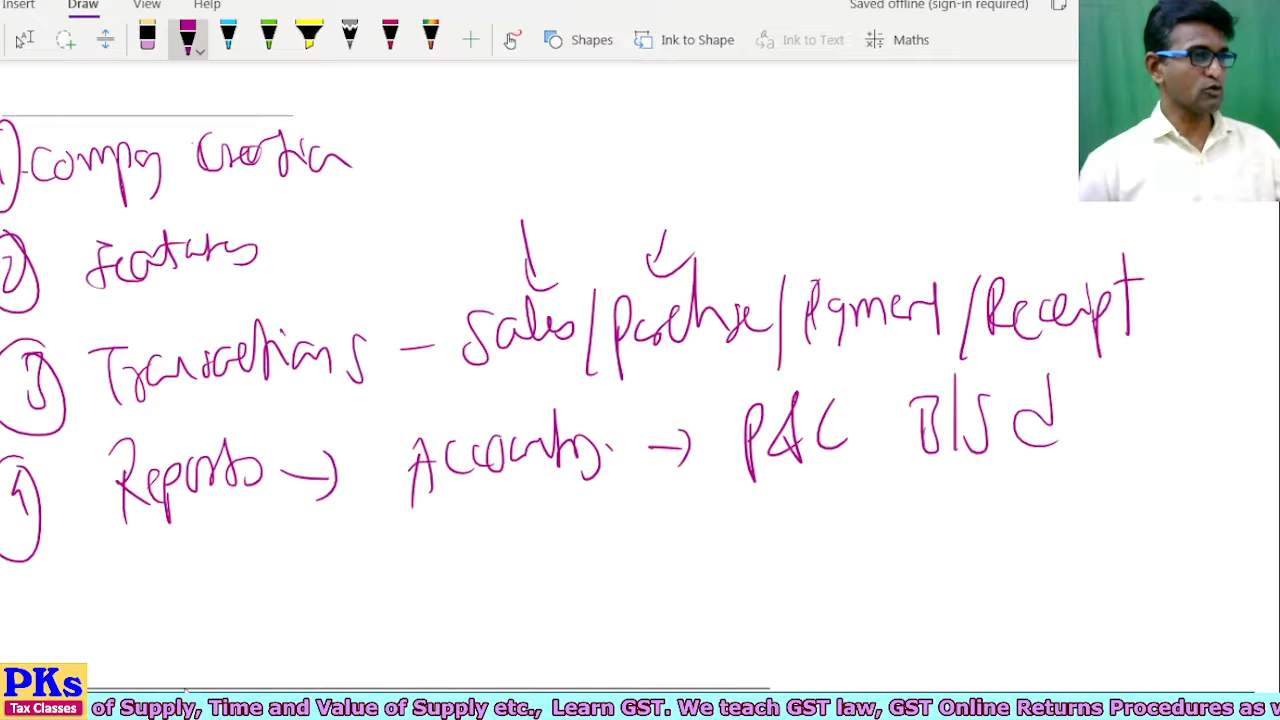 Insert Draw View Help Saved offline (sign-in required)
Shapes Ink to Shape Ink to Text Maths
1 Compny Creation
2 Features
3 Transactions - Sales/Purchase/Payment/Receipt
4 Reports → Accounting. → P&L B/S d
PKs
Tax Classes
of Supply, Time and Value of Supply etc., Learn GST. We teach GST law, GST Online Returns Procedures as